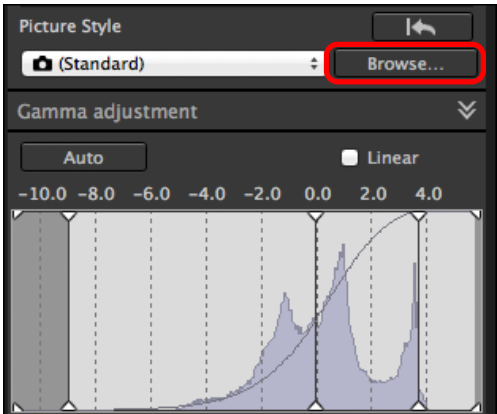 Picture Style
(Standard) Browse...
Gamma adjustment
Auto Linear
-10.0 -8.0 -6.0 -4.0 -2.0 0.0 2.0 4.0